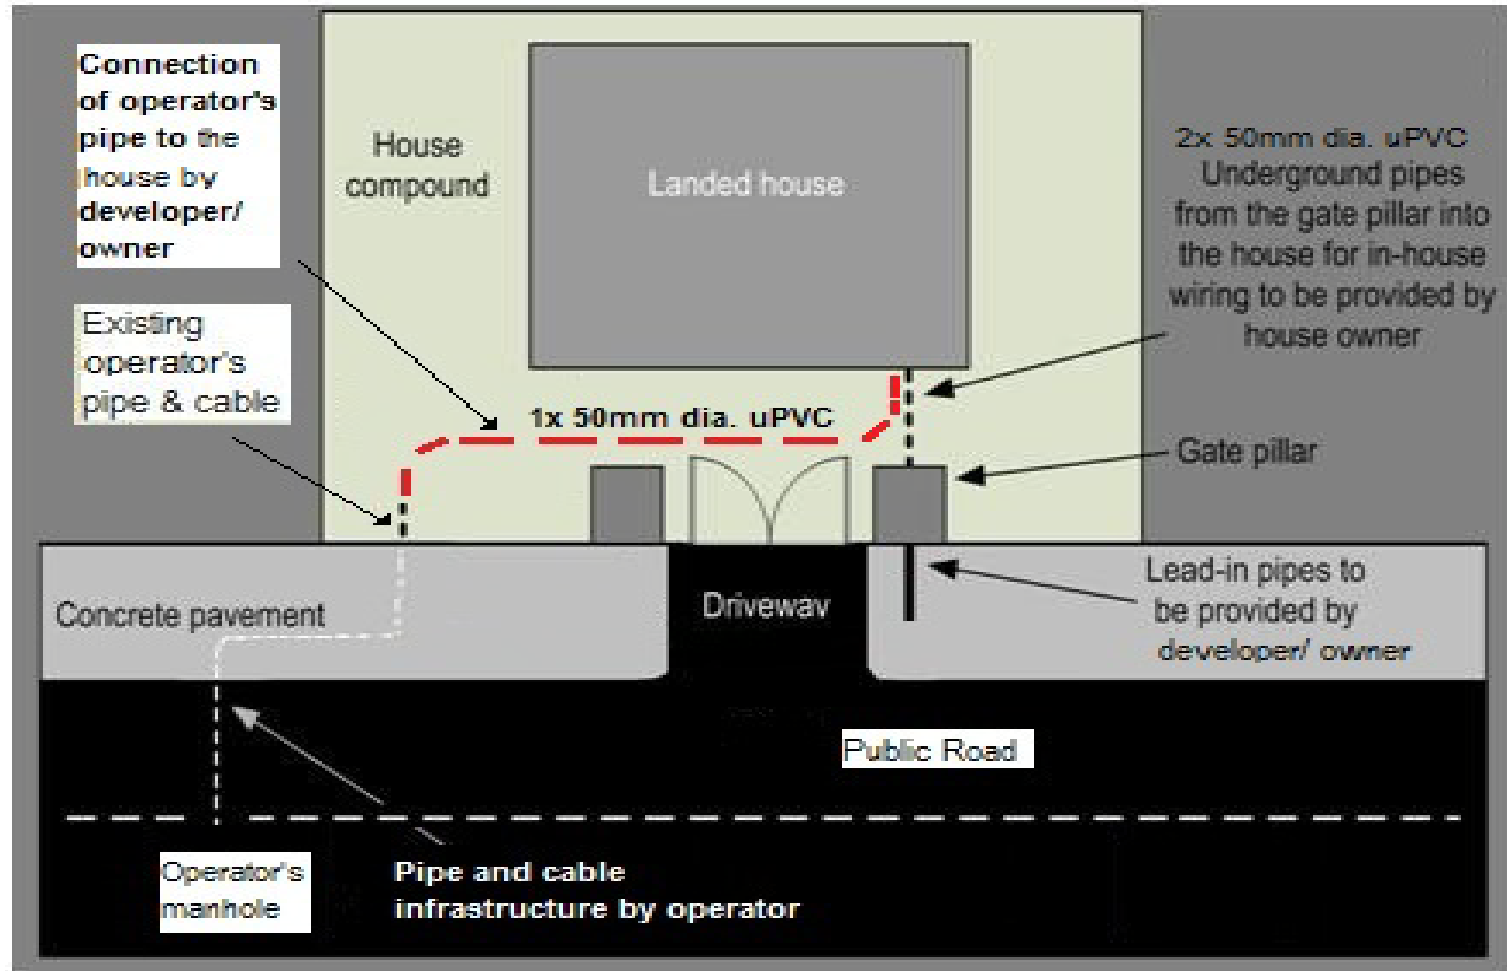 Connection
of operator's
pipe to the
house by
developer/
owner
House
compound
Landed house
2x 50mm dia. uPVC
Underground pipes
from the gate pillar into
the house for in-house
wiring to be provided by
house owner
Existing
operator's
pipe & cable
1x 50mm dia. uPVC
Gate pillar
Concrete pavement
Driveway
Lead-in pipes to
be provided by
developer/ owner
Public Road
Operator's
manhole
Pipe and cable
infrastructure by operator